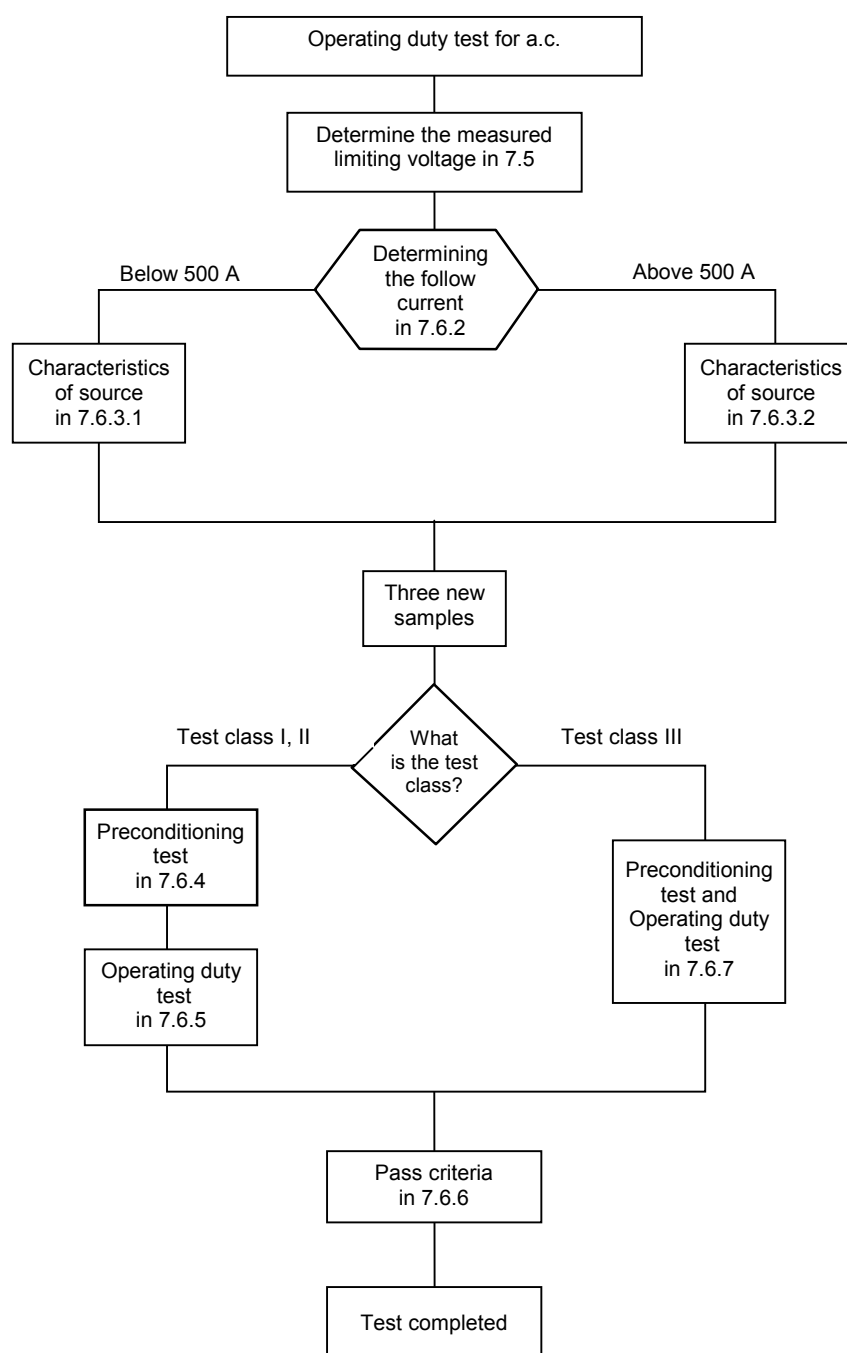 Operating duty test for a.c.
Determine the measured
limiting voltage in 7.5
Determining
the follow
current
in 7.6.2
Below 500 A
Above 500 A
Characteristics
of source
in 7.6.3.1
Characteristics
of source
in 7.6.3.2
Three new
samples
What
is the test
class?
Test class I, II
Test class III
Preconditioning
test
in 7.6.4
Operating duty
test
in 7.6.5
Preconditioning
test and
Operating duty
test
in 7.6.7
Pass criteria
in 7.6.6
Test completed